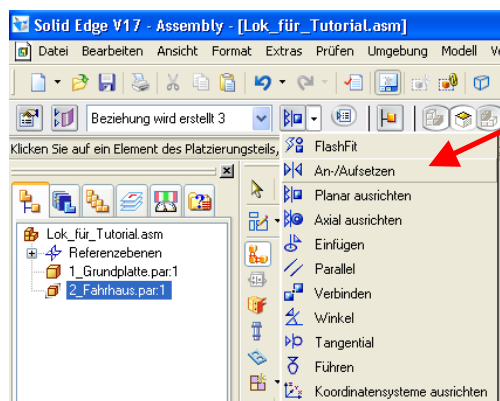 Solid Edge V17 - Assembly - [Lok_für_Tutorial.asm]
Datei Bearbeiten Ansicht Format Extras Prüfen Umgebung Modell
Beziehung wird erstellt 3
Klicken Sie auf ein Element des Platzierungsteils,
FlashFit
An-/Aufsetzen
Planar ausrichten
Axial ausrichten
Einfügen
Parallel
Verbinden
Winkel
Tangential
Führen
Koordinatensysteme ausrichten
Lok_für_Tutorial.asm
Referenzebenen
1_Grundplatte.par:1
2_Fahrhaus.par:1